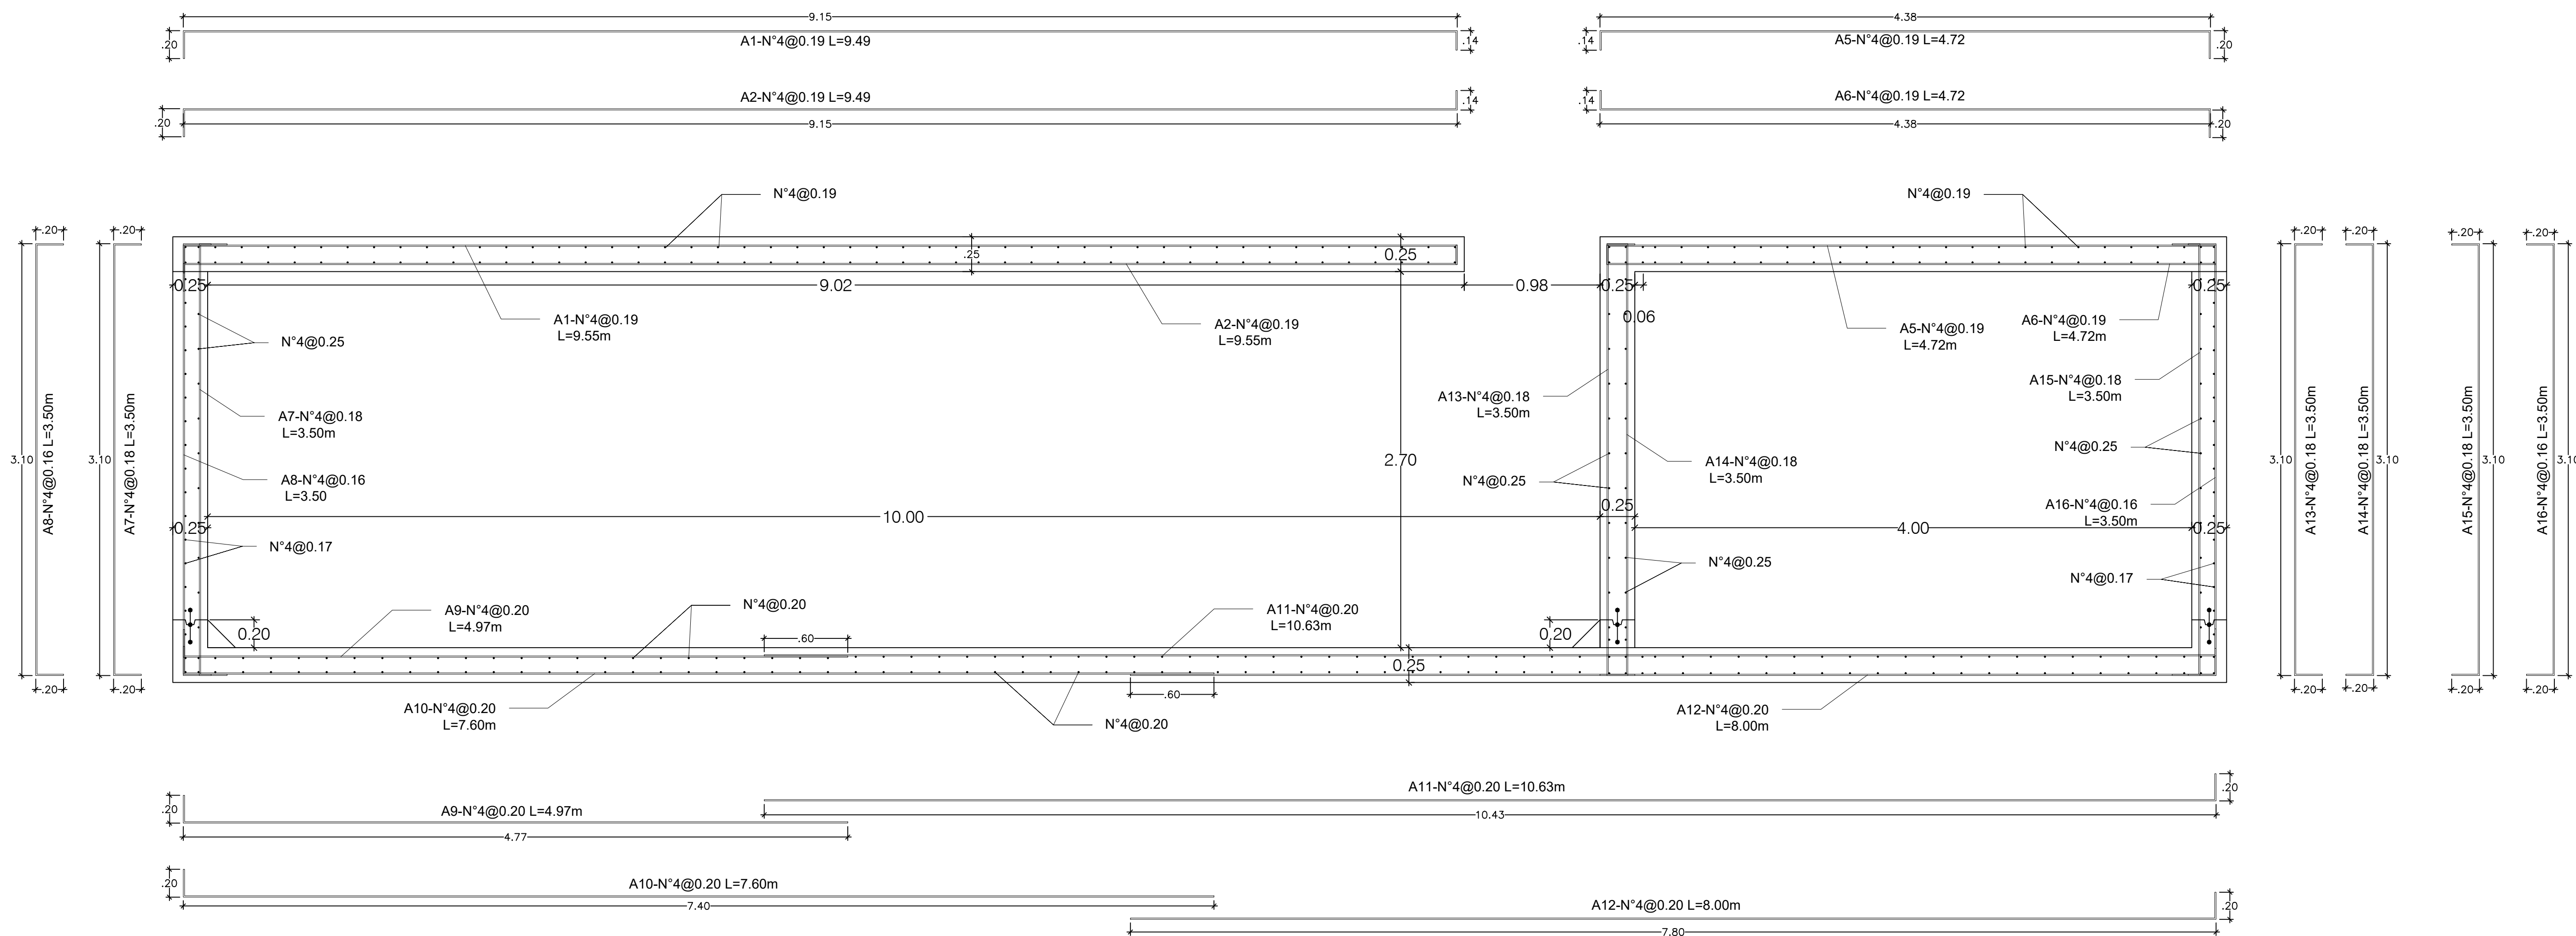 9.15
4.38
.20
A1-N°4@0.19 L=9.49
.14
.14
A5-N°4@0.19 L=4.72
.20
A2-N°4@0.19 L=9.49
.14
.14
A6-N°4@0.19 L=4.72
.20
9.15
4.38
.20
N°4@0.19
N°4@0.19
.20
.20
.20
.20
.20
.20
.25
0.25
0.25
9.02
0.98
0.25
0.25
0.06
A1-N°4@0.19
L=9.55m
A2-N°4@0.19
L=9.55m
A5-N°4@0.19
L=4.72m
A6-N°4@0.19
L=4.72m
N°4@0.25
A7-N°4@0.18
L=3.50m
A13-N°4@0.18
L=3.50m
A15-N°4@0.18
L=3.50m
3.10
A8-N°4@0.16 L=3.50m
3.10
A7-N°4@0.18 L=3.50m
2.70
N°4@0.25
3.10
A13-N°4@0.18 L=3.50m
A14-N°4@0.18 L=3.50m
3.10
A15-N°4@0.18 L=3.50m
3.10
A16-N°4@0.16 L=3.50m
3.10
A8-N°4@0.16
L=3.50
N°4@0.25
A14-N°4@0.18
L=3.50m
A16-N°4@0.16
L=3.50m
0.25
10.00
0.25
4.00
0.25
N°4@0.17
N°4@0.25
N°4@0.17
A9-N°4@0.20
L=4.97m
N°4@0.20
A11-N°4@0.20
L=10.63m
0.20
.60
0.20
0.25
.20
.20
.20
.20
.20
.20
.60
A10-N°4@0.20
L=7.60m
N°4@0.20
A12-N°4@0.20
L=8.00m
A11-N°4@0.20 L=10.63m
.20
10.43
.20
A9-N°4@0.20 L=4.97m
4.77
.20
A10-N°4@0.20 L=7.60m
7.40
A12-N°4@0.20 L=8.00m
.20
7.80